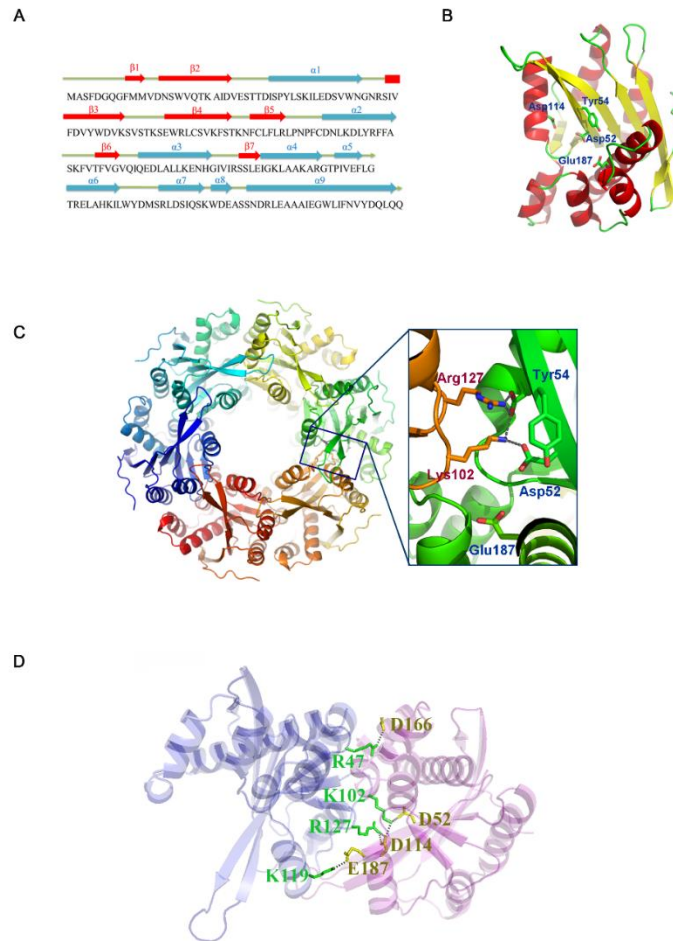 A
β1 β2 α1
MASFDGQGFMMVDNSWVQTKAIDVESTTDISPYLSKILEDSVWNGNRSIV
β3 β4 β5 α2
FDVYWDVKSVSTKSEWRLCSVKFSTKNFCLFLRLPNPFCDNLKDLYRFFA
β6 α3 β7 α4 α5
SKFVTFVGVQIQEDLALLKENHGIVIRSSLEIGKLAAKARGTPIVEFLG
α6 α7 α8 α9
TRELAHKILWYDMSRLDSIQSKWDEASSNDRLEAAAIEGWLIFNVYDQLQQ
B
Asp114
Tyr54
Asp52
Glu187
C
Arg127
Tyr54
Lys102
Asp52
Glu187
D
D166
R47
K102
D52
R127
D114
E187
K119